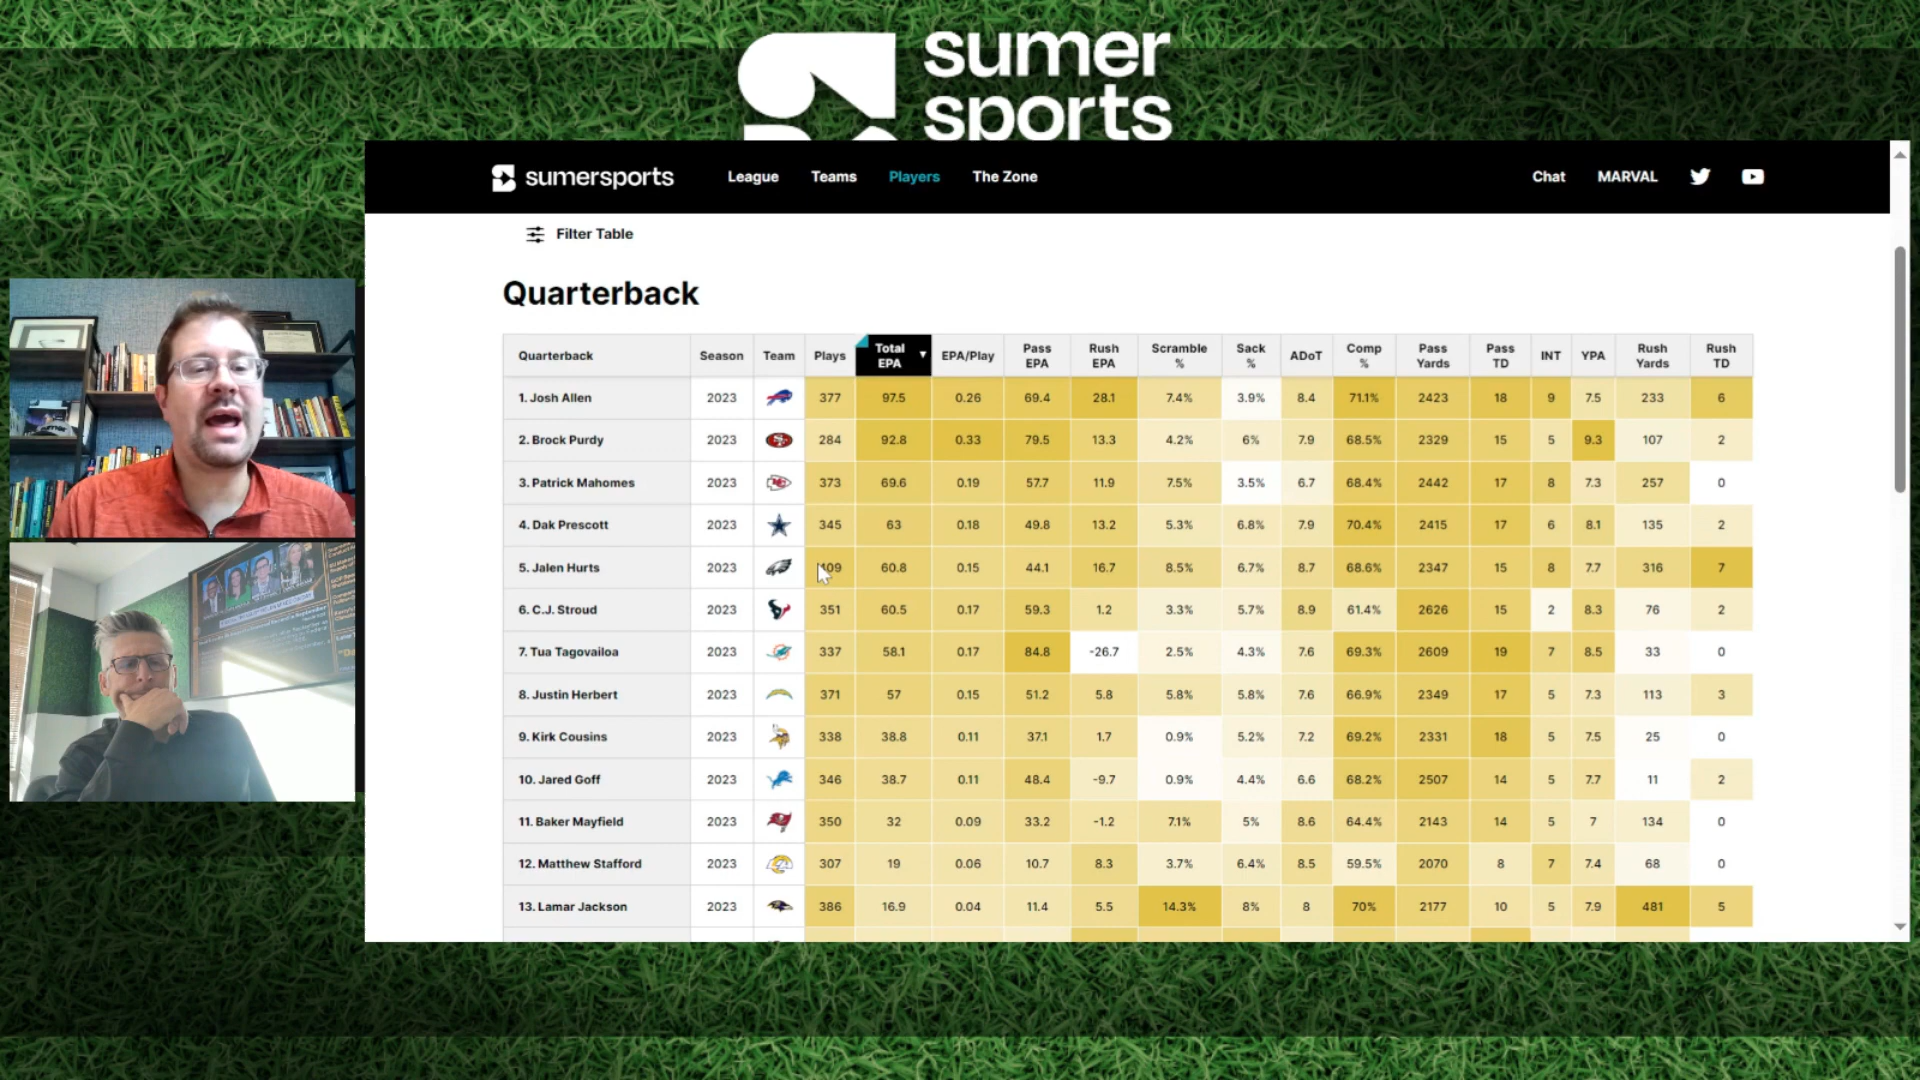 sumer
sports
sumersports League Teams Players The Zone Chat MARVAL
Filter Table
Quarterback
Quarterback Season Team Plays Total EPA EPA/Play Pass EPA Rush EPA Scramble % Sack % ADoT Comp % Pass Yards Pass TD INT YPA Rush Yards Rush TD
1. Josh Allen 2023 377 97.5 0.26 69.4 28.1 7.4% 3.9% 8.4 71.1% 2423 18 9 7.5 233 6
2. Brock Purdy 2023 284 92.8 0.33 79.5 13.3 4.2% 6% 7.9 68.5% 2329 15 5 9.3 107 2
3. Patrick Mahomes 2023 373 69.6 0.19 57.7 11.9 7.5% 3.5% 6.7 68.4% 2442 17 8 7.3 257 0
4. Dak Prescott 2023 345 63 0.18 49.8 13.2 5.3% 6.8% 7.9 70.4% 2415 17 6 8.1 135 2
5. Jalen Hurts 2023 409 60.8 0.15 44.1 16.7 8.5% 6.7% 8.7 68.6% 2347 15 8 7.7 316 7
6. C.J. Stroud 2023 351 60.5 0.17 59.3 1.2 3.3% 5.7% 8.9 61.4% 2626 15 2 8.3 76 2
7. Tua Tagovailoa 2023 337 58.1 0.17 84.8 -26.7 2.5% 4.3% 7.6 69.3% 2609 19 7 8.5 33 0
8. Justin Herbert 2023 371 57 0.15 51.2 5.8 5.8% 5.8% 7.6 66.9% 2349 17 5 7.3 113 3
9. Kirk Cousins 2023 338 38.8 0.11 37.1 1.7 0.9% 5.2% 7.2 69.2% 2331 18 5 7.5 25 0
10. Jared Goff 2023 346 38.7 0.11 48.4 -9.7 0.9% 4.4% 6.6 68.2% 2507 14 5 7.7 11 2
11. Baker Mayfield 2023 350 32 0.09 33.2 -1.2 7.1% 5% 8.6 64.4% 2143 14 5 7 134 0
12. Matthew Stafford 2023 307 19 0.06 10.7 8.3 3.7% 6.4% 8.5 59.5% 2070 8 7 7.4 68 0
13. Lamar Jackson 2023 386 16.9 0.04 11.4 5.5 14.3% 8% 8 70% 2177 10 5 7.9 481 5